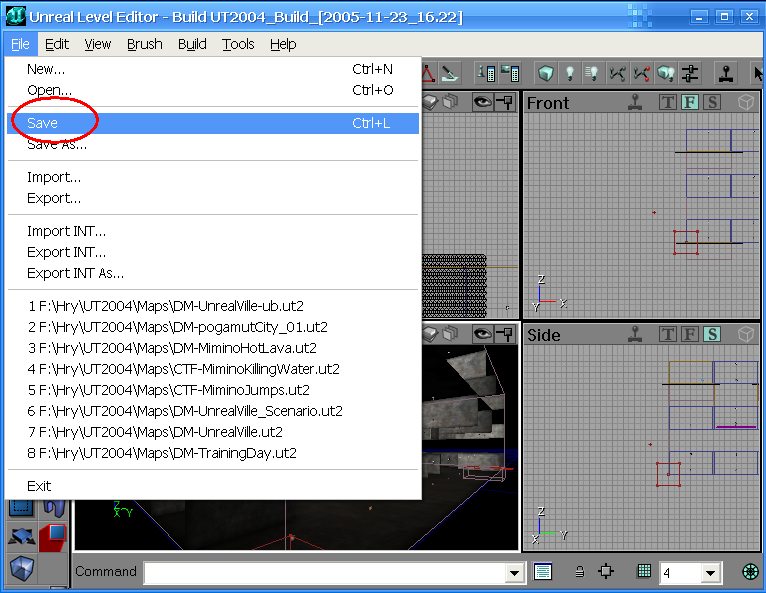 Unreal Level Editor - Build UT2004_Build_[2005-11-23_16.22]
File Edit View Brush Build Tools Help
New... Ctrl+N
Open... Ctrl+O
Save Ctrl+L
Save As...
Import...
Export...
Import INT...
Export INT...
Export INT As...
1 F:\Hry\UT2004\Maps\DM-UnrealVille-ub.ut2
2 F:\Hry\UT2004\Maps\DM-pogamutCity_01.ut2
3 F:\Hry\UT2004\Maps\DM-MiminoHotLava.ut2
4 F:\Hry\UT2004\Maps\CTF-MiminoKillingWater.ut2
5 F:\Hry\UT2004\Maps\CTF-MiminoJumps.ut2
6 F:\Hry\UT2004\Maps\DM-UnrealVille_Scenario.ut2
7 F:\Hry\UT2004\Maps\DM-UnrealVille.ut2
8 F:\Hry\UT2004\Maps\DM-TrainingDay.ut2
Exit
Front T F S
Z
Y X
Side T F S
Z
X Y
Z
X Y
Command 4